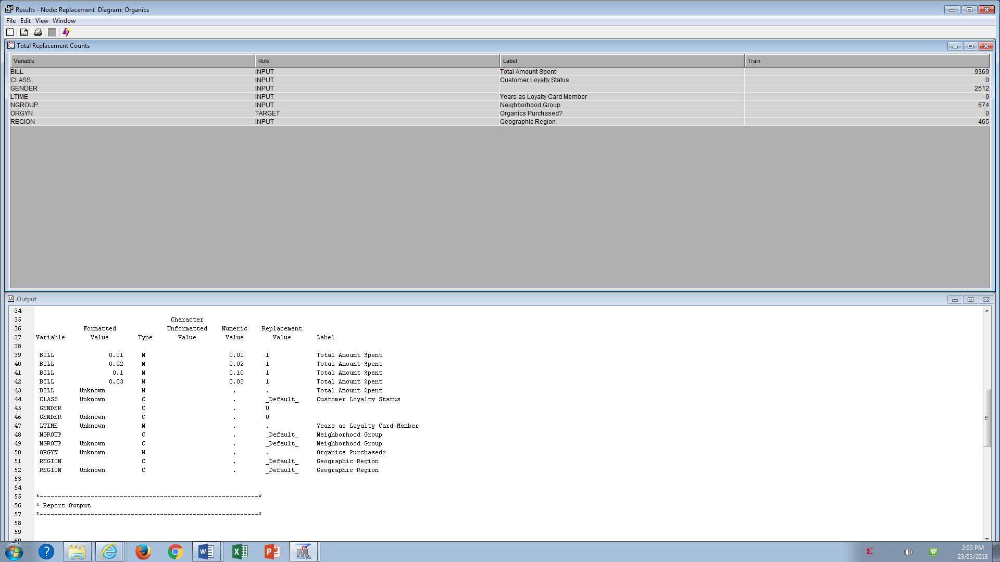 Results - Node: Replacement  Diagram: Organics
File Edit View Window
Total Replacement Counts
Variable Role Label Train
BILL INPUT Total Amount Spent 9369
CLASS INPUT Customer Loyalty Status 0
GENDER INPUT 2512
LTIME INPUT Years as Loyalty Card Member 0
NGROUP INPUT Neighborhood Group 674
ORGYN TARGET Organics Purchased? 0
REGION INPUT Geographic Region 465
Output
34
35 Character
36 Formatted Unformatted Numeric Replacement
37 Variable Value Type Value Value Value Label
38
39 BILL 0.01 N 0.01 1 Total Amount Spent
40 BILL 0.02 N 0.02 1 Total Amount Spent
41 BILL 0.1 N 0.10 1 Total Amount Spent
42 BILL 0.03 N 0.03 1 Total Amount Spent
43 BILL Unknown N . . Total Amount Spent
44 CLASS Unknown C . _Default_ Customer Loyalty Status
45 GENDER C . U
46 GENDER Unknown C . U
47 LTIME Unknown N . . Years as Loyalty Card Member
48 NGROUP C . _Default_ Neighborhood Group
49 NGROUP Unknown C . _Default_ Neighborhood Group
50 ORGYN Unknown N . . Organics Purchased?
51 REGION C . _Default_ Geographic Region
52 REGION Unknown C . _Default_ Geographic Region
53
54
55 *------------------------------------------------------------*
56 * Report Output
57 *------------------------------------------------------------*
58
59
60
2:03 PM
23/03/2018